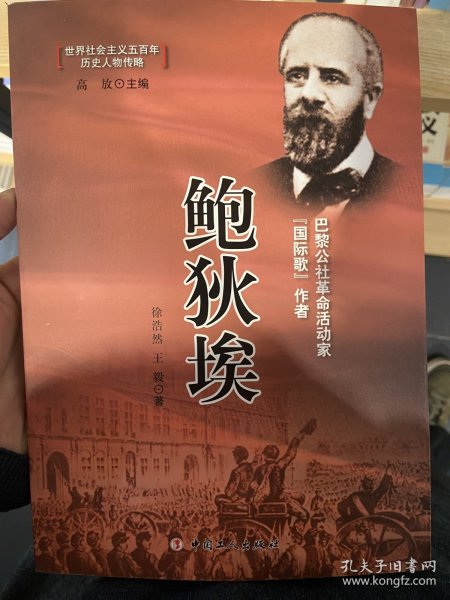 世界社会主义五百年
历史人物传略
高 放⊙主编
鲍狄埃
巴黎公社革命活动家
『国际歌』作者
徐浩然 王 毅⊙著
中国工人出版社
义
孔夫子旧书网
www.kongfz.com